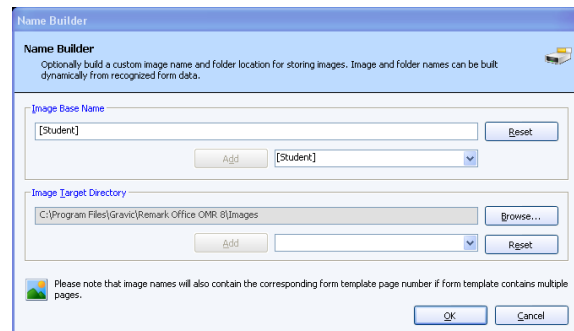 Name Builder
Name Builder
Optionally build a custom image name and folder location for storing images. Image and folder names can be built
dynamically from recognized form data.
Image Base Name
[Student]
Reset
Add
[Student]
Image Target Directory
C:\Program Files\Gravic\Remark Office OMR 8\Images
Browse...
Add
Reset
Please note that image names will also contain the corresponding form template page number if form template contains multiple
pages.
OK
Cancel